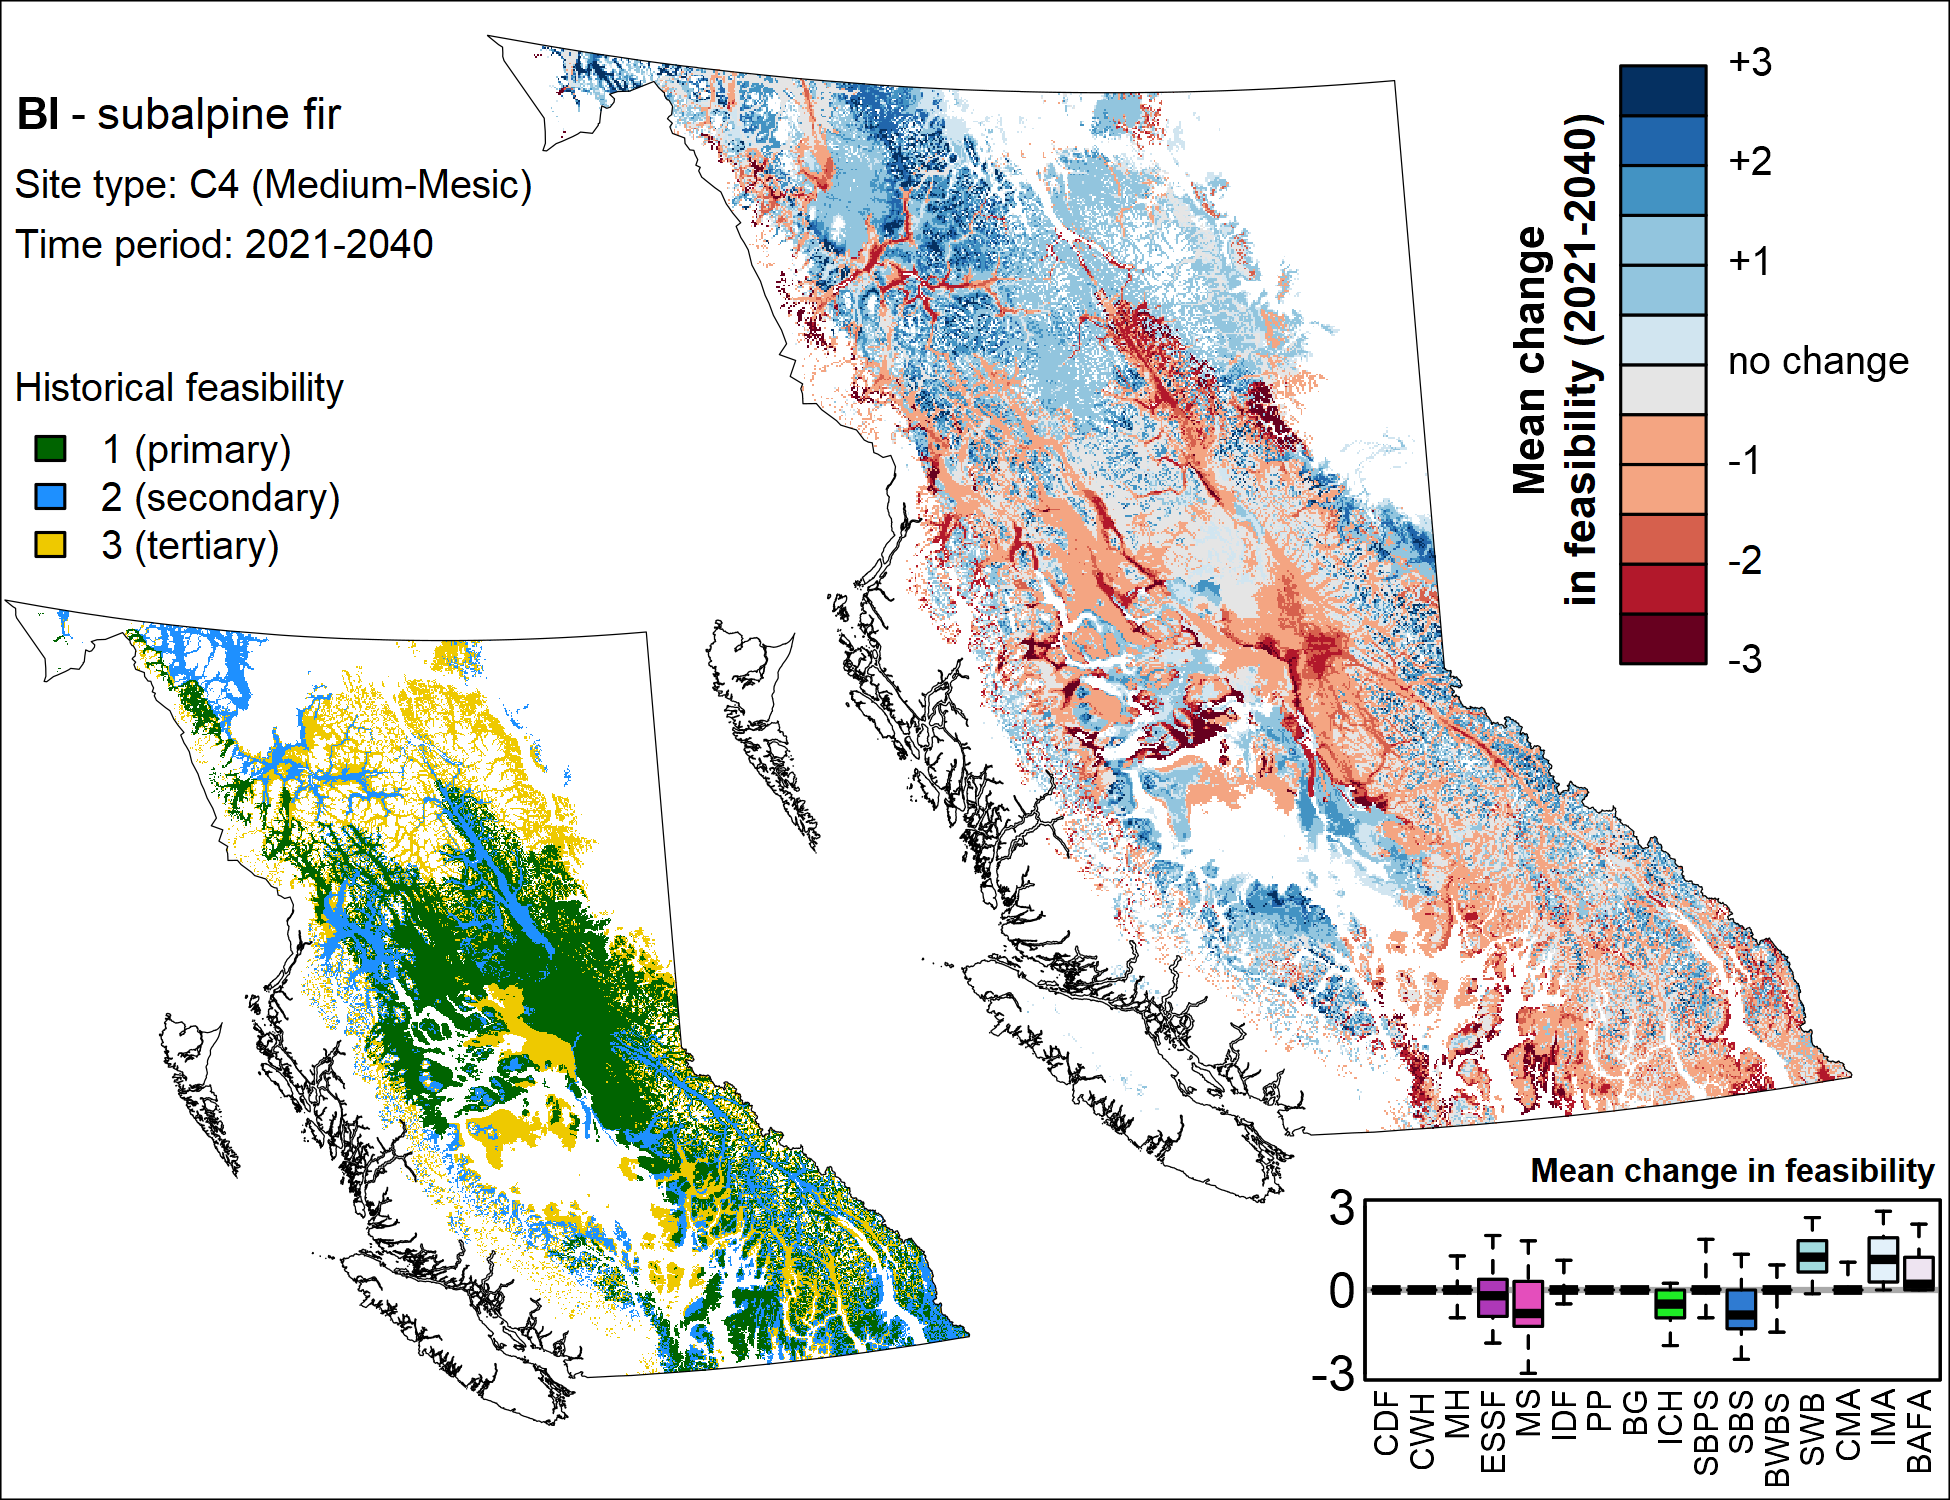 Bl - subalpine fir
Site type: C4 (Medium-Mesic)
Time period: 2021-2040
Historical feasibility
1 (primary)
2 (secondary)
3 (tertiary)
Mean change
in feasibility (2021-2040)
+3
+2
+1
no change
-1
-2
-3
Mean change in feasibility
3
0
-3
CDF
CWH
MH
ESSF
MS
IDF
PP
BG
ICH
SBPS
SBS
BWBS
SWB
CMA
IMA
BAFA